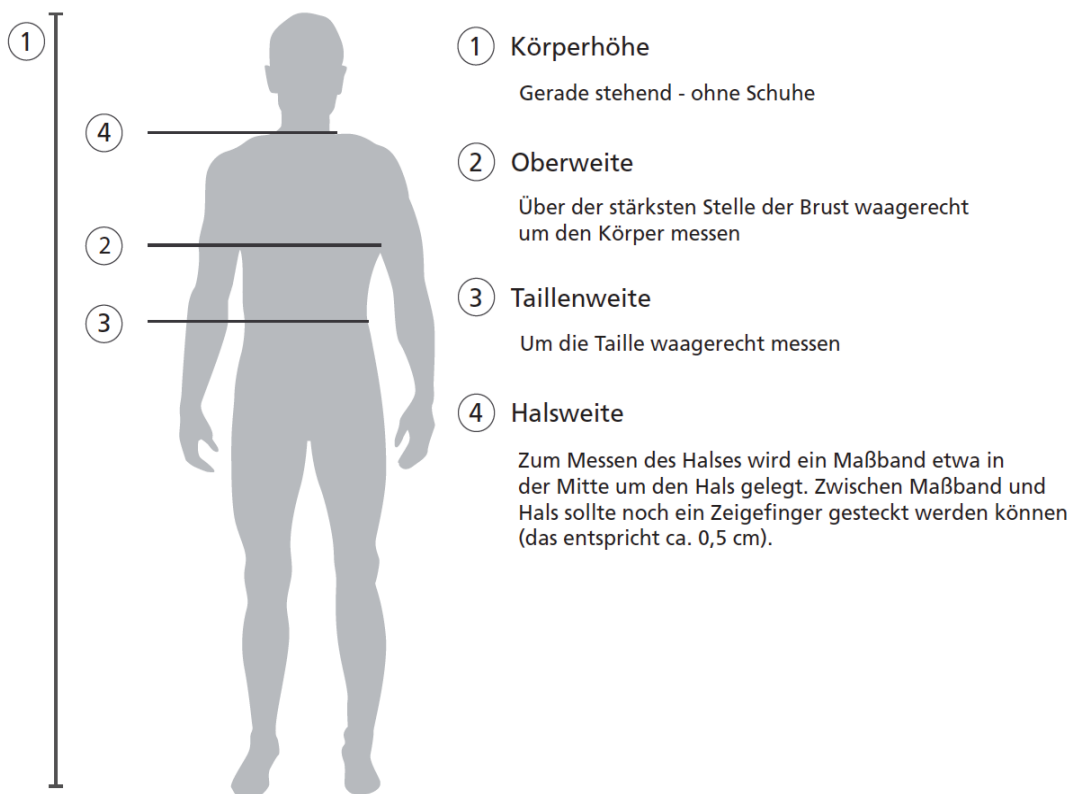 1
4
2
3
1 Körperhöhe
Gerade stehend - ohne Schuhe
2 Oberweite
Über der stärksten Stelle der Brust waagerecht
um den Körper messen
3 Taillenweite
Um die Taille waagerecht messen
4 Halsweite
Zum Messen des Halses wird ein Maßband etwa in
der Mitte um den Hals gelegt. Zwischen Maßband und
Hals sollte noch ein Zeigefinger gesteckt werden können
(das entspricht ca. 0,5 cm).